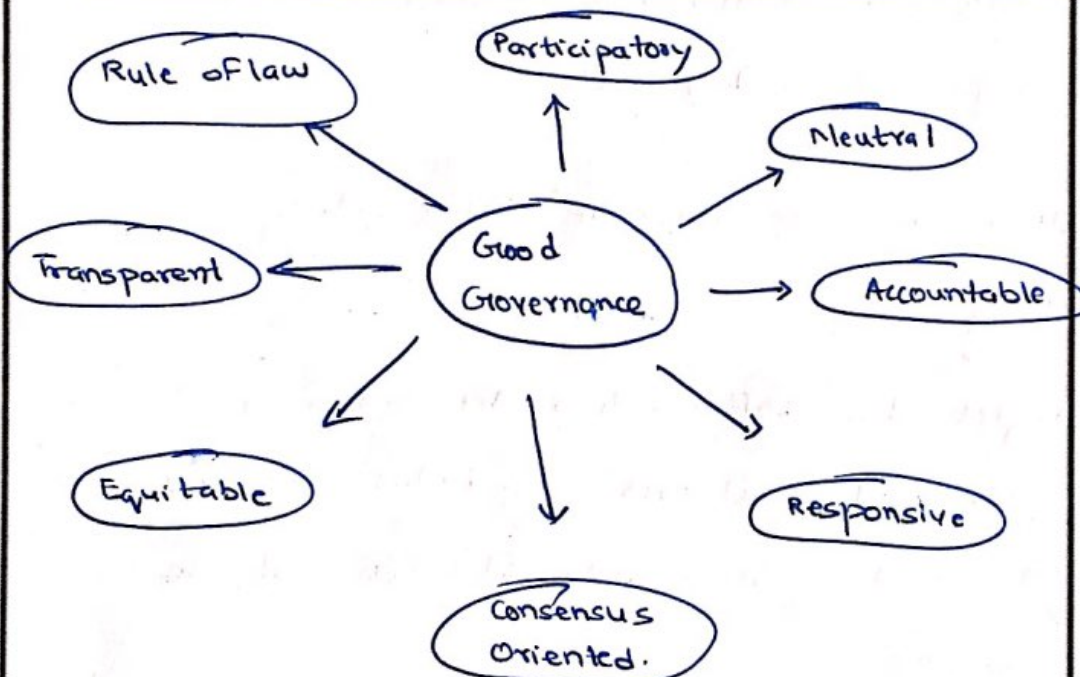 Participatory
Rule of law
Neutral
Good
Governance
Transparent
Accountable
Equitable
Responsive
Consensus
Oriented.